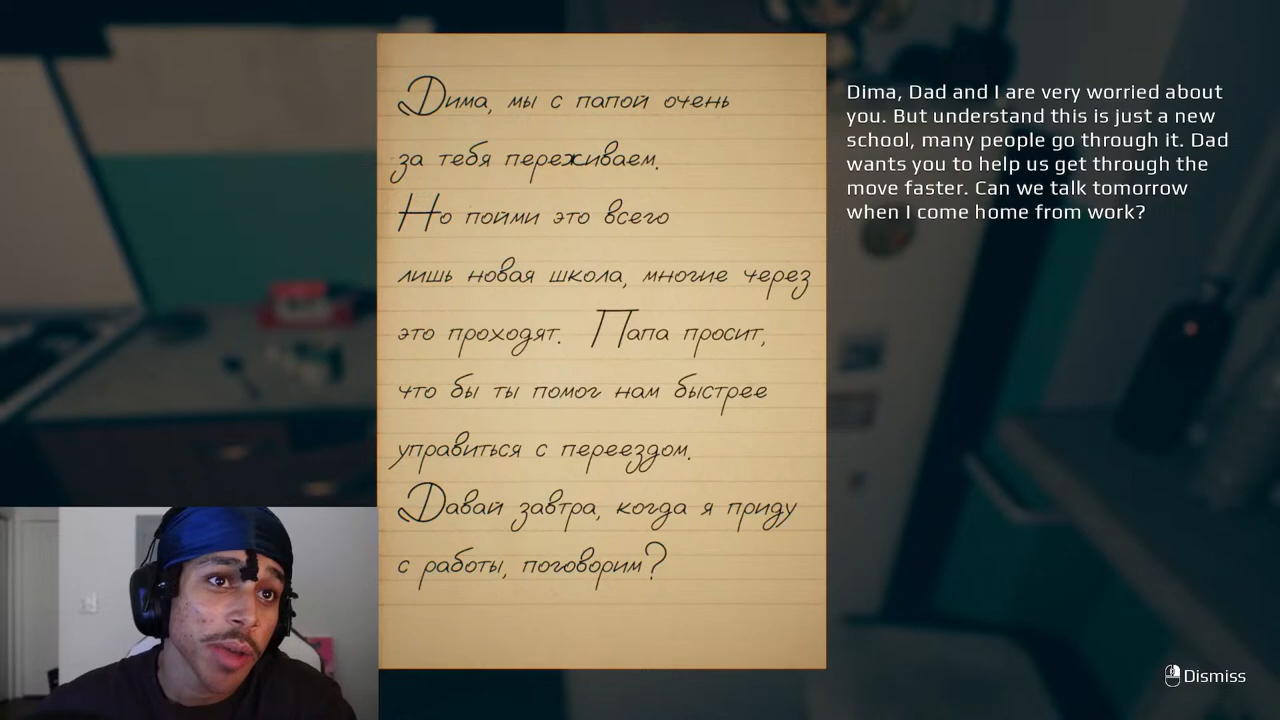 Дима, мы с папой очень
за тебя переживаем.
Но пойми это всего
лишь новая школа, многие через
это проходят. Папа просит,
что бы ты помог нам быстрее
управиться с переездом.
Давай завтра, когда я приду
с работы, поговорим?
Dima, Dad and I are very worried about
you. But understand this is just a new
school, many people go through it. Dad
wants you to help us get through the
move faster. Can we talk tomorrow
when I come home from work?
Dismiss